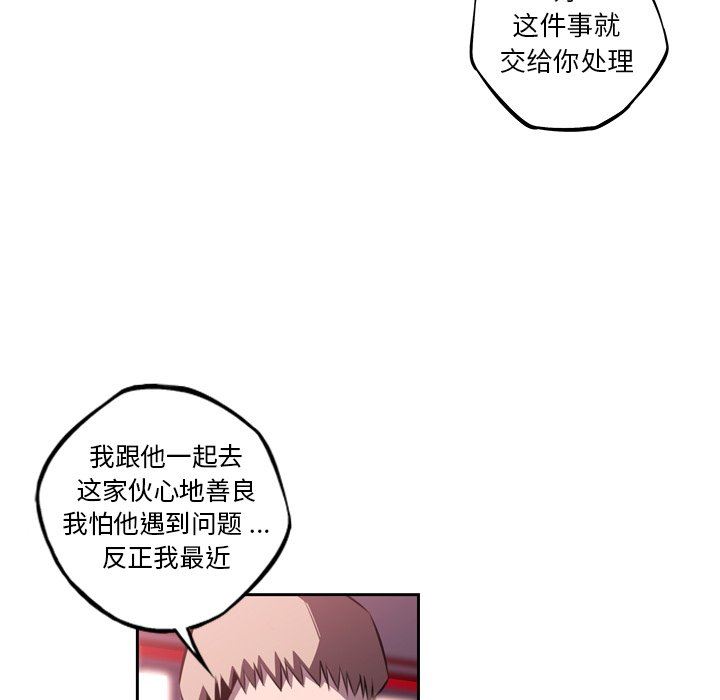 这件事就
交给你处理
我跟他一起去
这家伙心地善良
我怕他遇到问题 ...
反正我最近